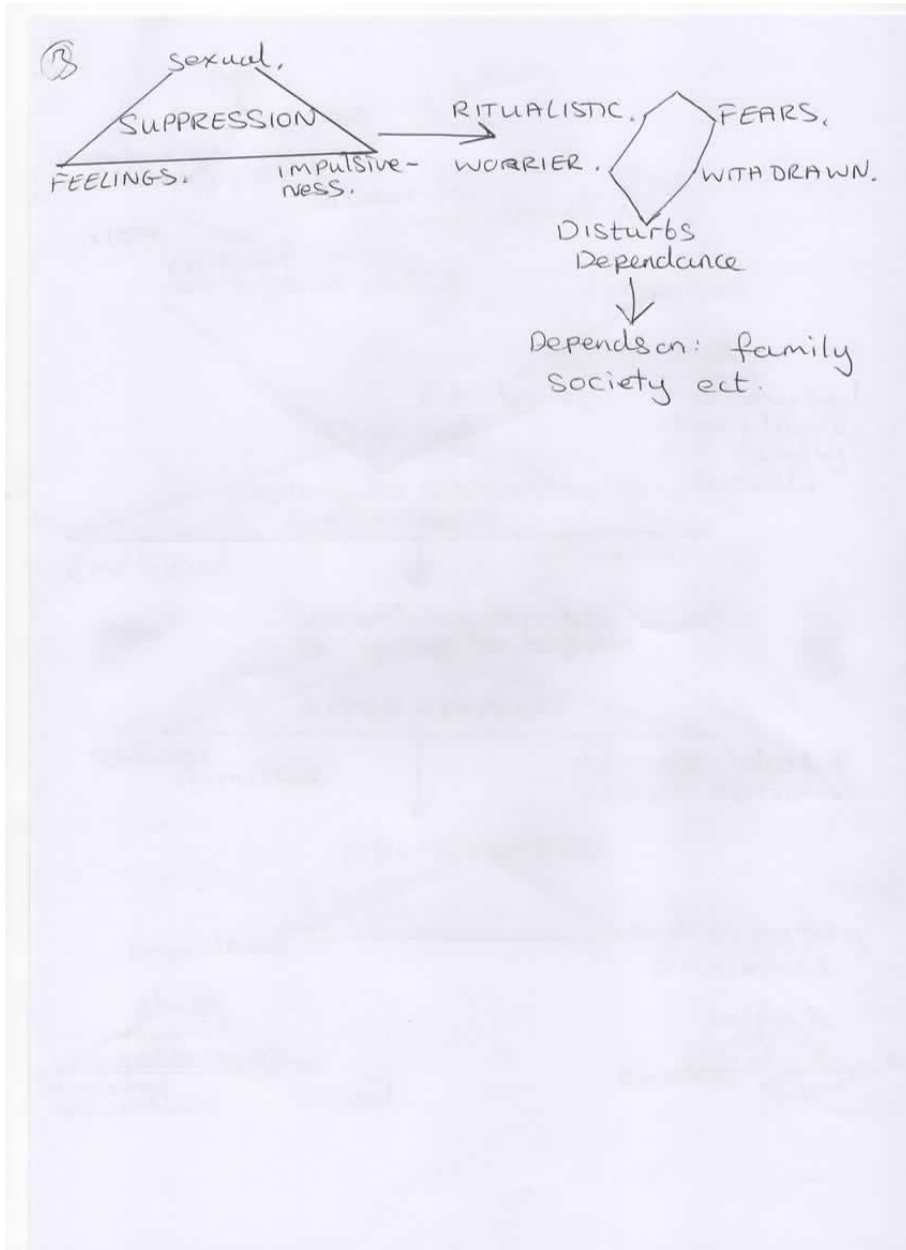 Sexual.
SUPPRESSION
FEELINGS.
IMPULSIVE-
NESS.
RITUALISTIC.
FEARS.
WORRIER.
WITHDRAWN.
Disturbs
Dependance
Depends on: family
society ect.